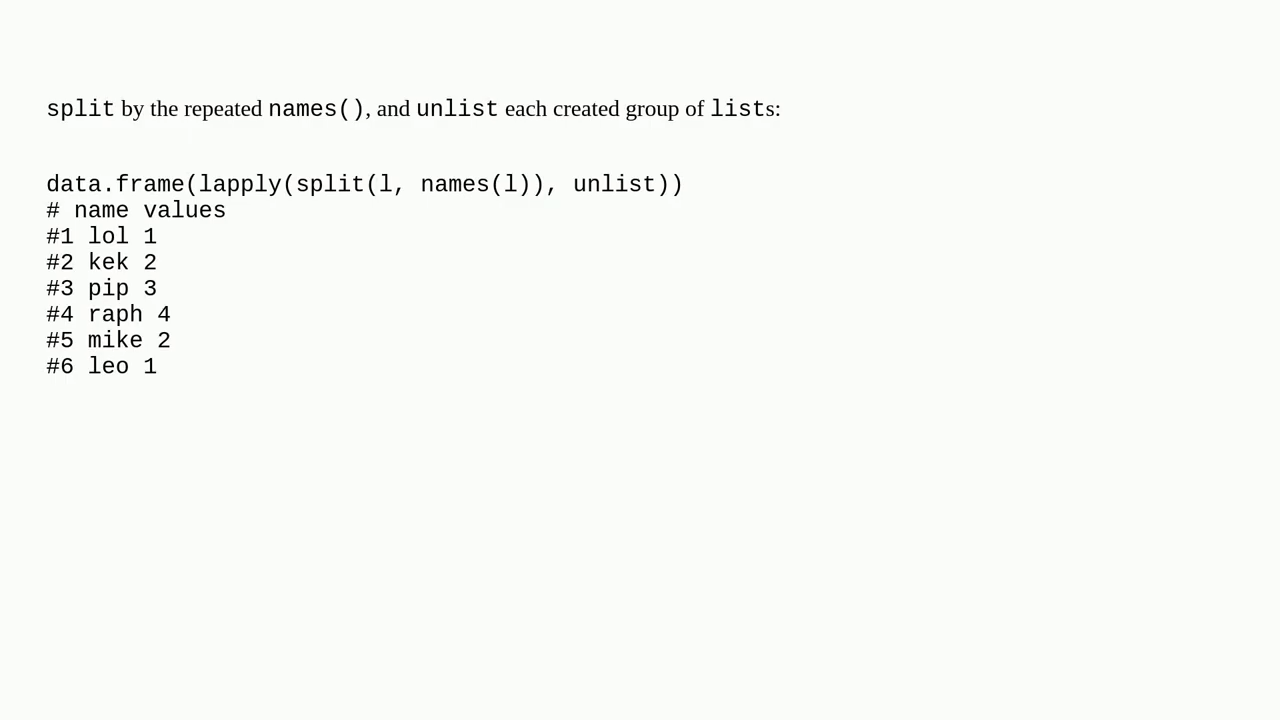 split by the repeated names(), and unlist each created group of lists:
data.frame(lapply(split(l, names(l)), unlist))
# name values
#1 lol 1
#2 kek 2
#3 pip 3
#4 raph 4
#5 mike 2
#6 leo 1